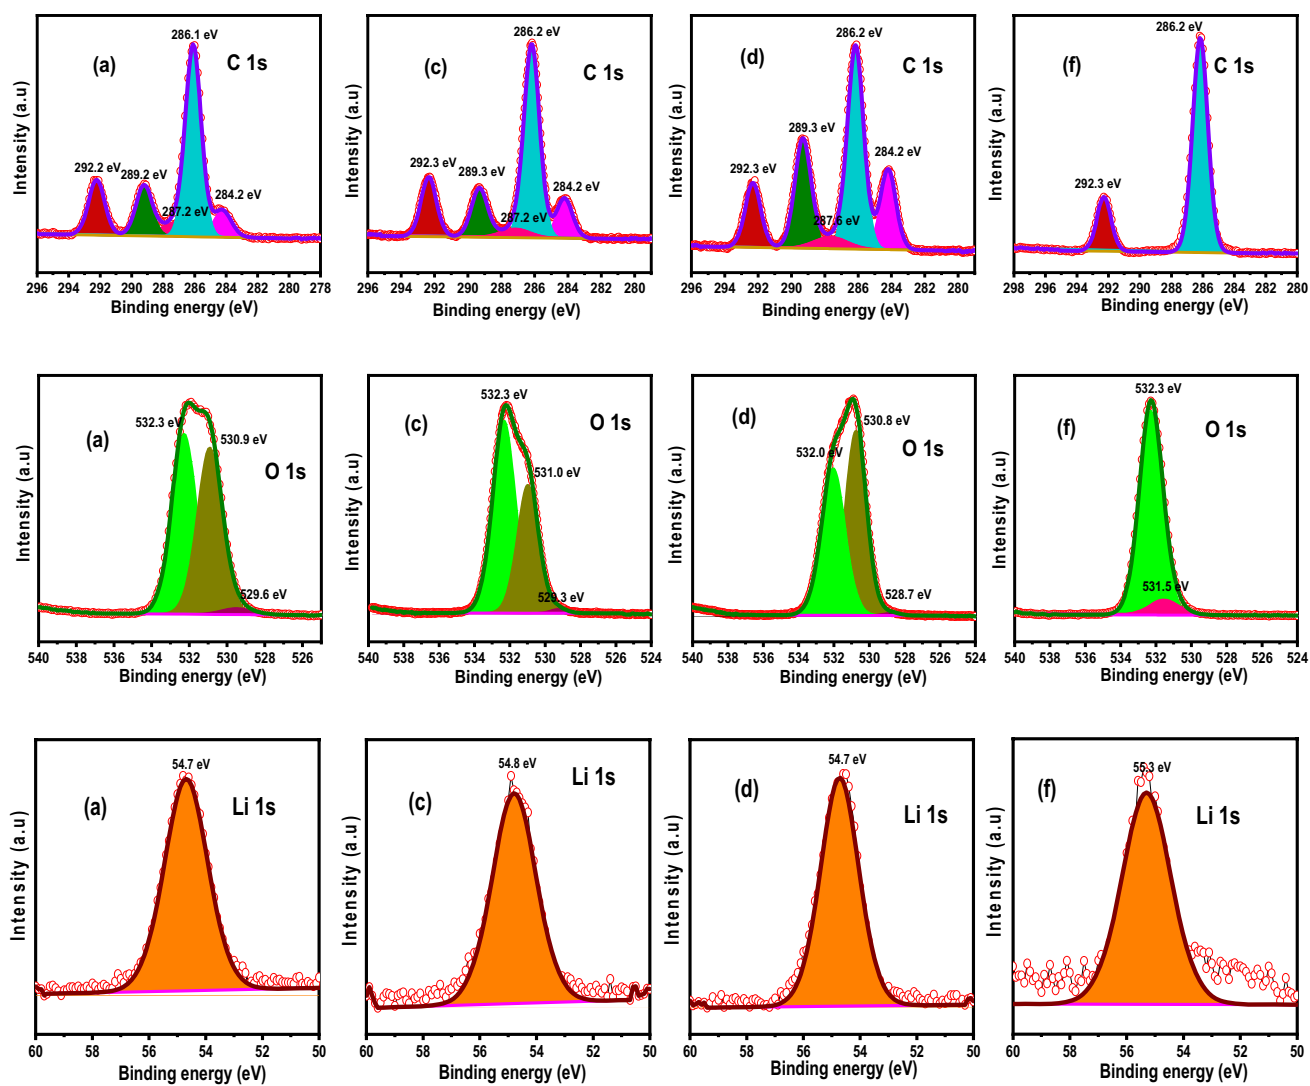 286.1 eV
(a)
C 1s
292.2 eV
289.2 eV
287.2 eV
284.2 eV
Intensity (a.u)
296 294 292 290 288 286 284 282 280 278
Binding energy (eV)
286.2 eV
(c)
C 1s
292.3 eV
289.3 eV
287.2 eV
284.2 eV
Intensity (a.u)
296 294 292 290 288 286 284 282 280
Binding energy (eV)
286.2 eV
(d)
C 1s
289.3 eV
292.3 eV
287.6 eV
284.2 eV
Intensity (a.u)
296 294 292 290 288 286 284 282 280
Binding energy (eV)
286.2 eV
(f)
C 1s
292.3 eV
Intensity (a.u)
298 296 294 292 290 288 286 284 282 280
Binding energy (eV)
532.3 eV
(a)
530.9 eV
O 1s
529.6 eV
Intensity (a.u)
540 538 536 534 532 530 528 526
Binding energy (eV)
532.3 eV
(c)
O 1s
531.0 eV
529.3 eV
Intensity (a.u)
540 538 536 534 532 530 528 526 524
Binding energy (eV)
530.8 eV
(d)
O 1s
532.0 eV
528.7 eV
Intensity (a.u)
540 538 536 534 532 530 528 526 524
Binding energy (eV)
532.3 eV
(f)
O 1s
531.5 eV
Intensity (a.u)
540 538 536 534 532 530 528 526 524
Binding energy (eV)
54.7 eV
(a)
Li 1s
Intensity (a.u)
60 58 56 54 52 50
Binding energy (eV)
54.8 eV
(c)
Li 1s
Intensity (a.u)
60 58 56 54 52 50
Binding energy (eV)
54.7 eV
(d)
Li 1s
Intensity (a.u)
60 58 56 54 52 50
Binding energy (eV)
55.3 eV
(f)
Li 1s
Intensity (a.u)
60 58 56 54 52 50
Binding energy (eV)